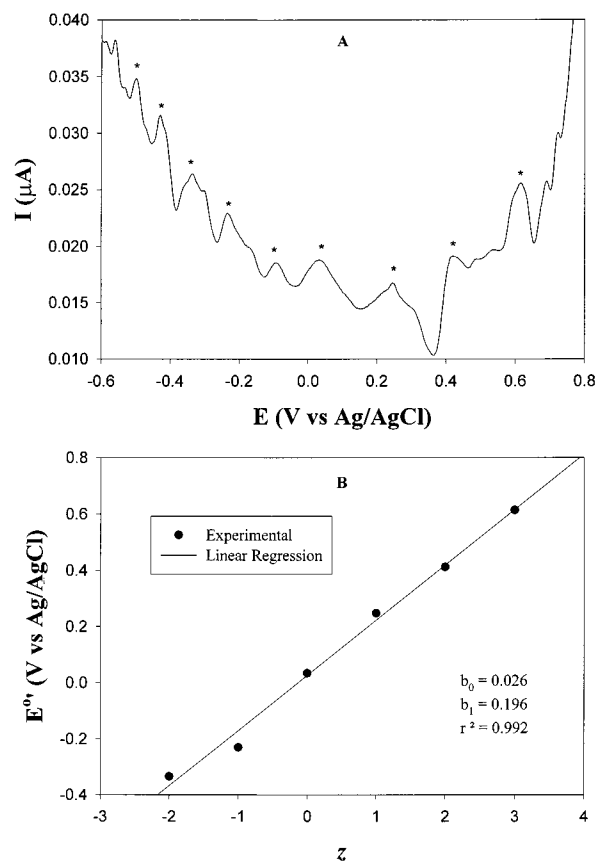 A
0.040
0.035
0.030
0.025
0.020
0.015
0.010
I (μA)
* * * * * * * * *
-0.6 -0.4 -0.2 0.0 0.2 0.4 0.6 0.8
E (V vs Ag/AgCl)
B
0.8
0.6
0.4
0.2
0.0
-0.2
-0.4
E°' (V vs Ag/AgCl)
Experimental
Linear Regression
b₀ = 0.026
b₁ = 0.196
r² = 0.992
-3 -2 -1 0 1 2 3 4
z